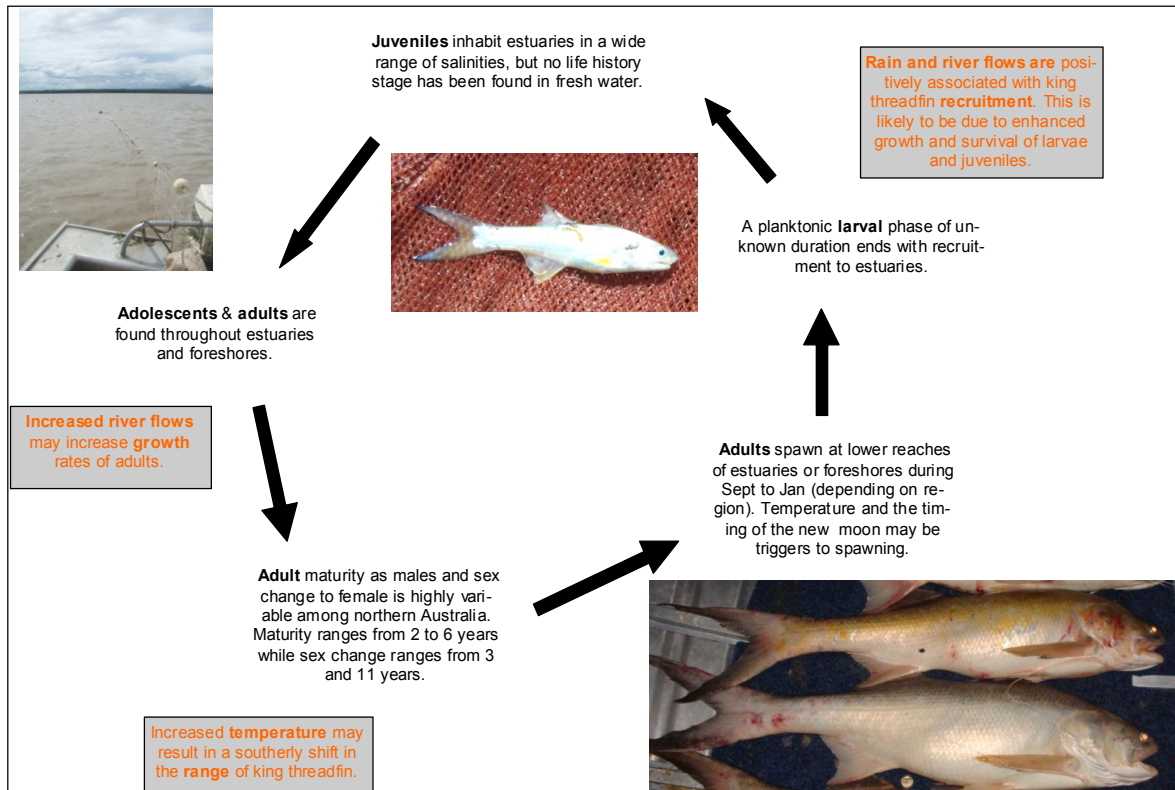 Juveniles inhabit estuaries in a wide
range of salinities, but no life history
stage has been found in fresh water.
Rain and river flows are posi-
tively associated with king
threadfin recruitment. This is
likely to be due to enhanced
growth and survival of larvae
and juveniles.
A planktonic larval phase of un-
known duration ends with recruit-
ment to estuaries.
Adolescents & adults are
found throughout estuaries
and foreshores.
Increased river flows
may increase growth
rates of adults.
Adults spawn at lower reaches
of estuaries or foreshores during
Sept to Jan (depending on re-
gion). Temperature and the tim-
ing of the new moon may be
triggers to spawning.
Adult maturity as males and sex
change to female is highly vari-
able among northern Australia.
Maturity ranges from 2 to 6 years
while sex change ranges from 3
and 11 years.
Increased temperature may
result in a southerly shift in
the range of king threadfin.